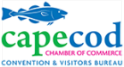 capecod
CHAMBER OF COMMERCE
CONVENTION & VISITORS BUREAU